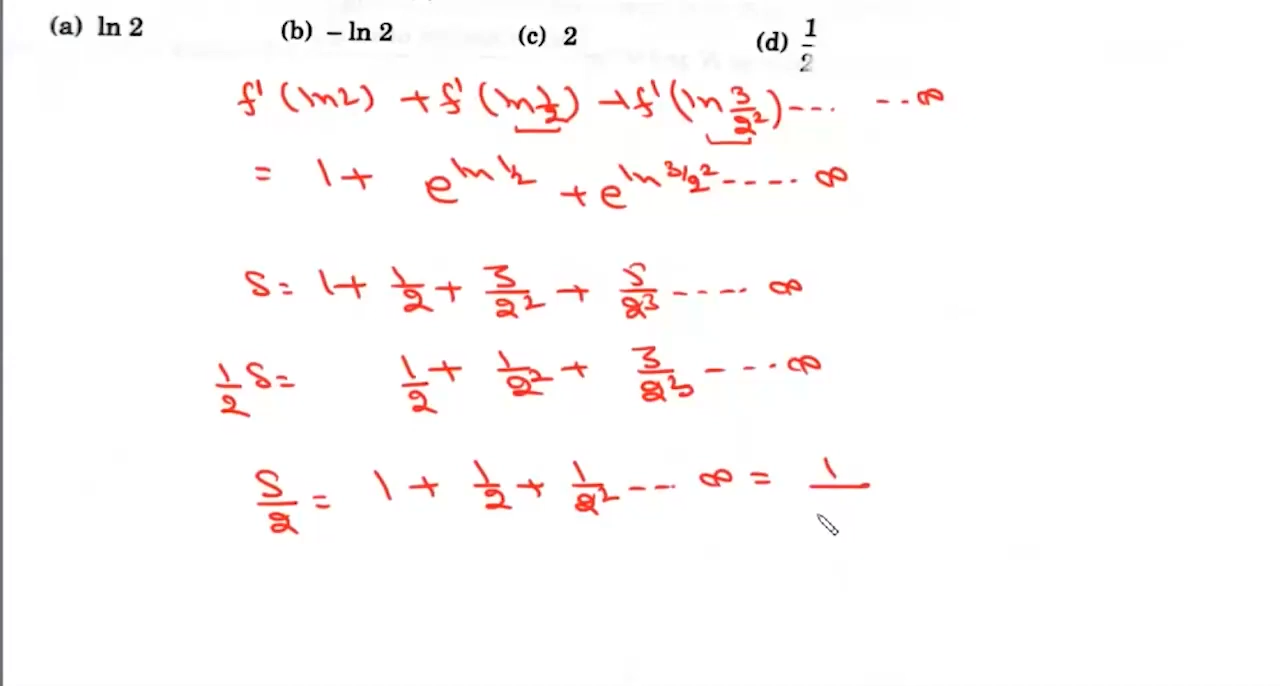 (a) ln 2 (b) – ln 2 (c) 2 (d) 1/2
f'(ln2) + f'(ln 1/2) + f'(ln 3/2²) ---- --- ∞
= 1 + e^(ln 1/2) + e^(ln 3/2²) ----- ∞
S = 1 + 1/2 + 3/2² + 5/2³ ----- ∞
1/2 S = 1/2 + 1/2² + 3/2³ ---- ∞
S/2 = 1 + 1/2 + 1/2² --- ∞ = 1/